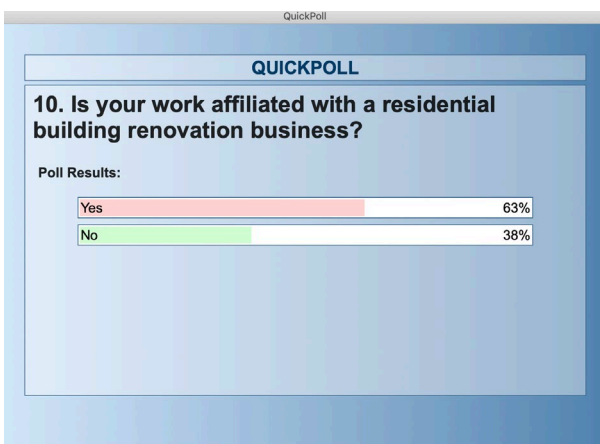 QuickPoll
QUICKPOLL
10. Is your work affiliated with a residential
building renovation business?
Poll Results:
Yes 63%
No 38%